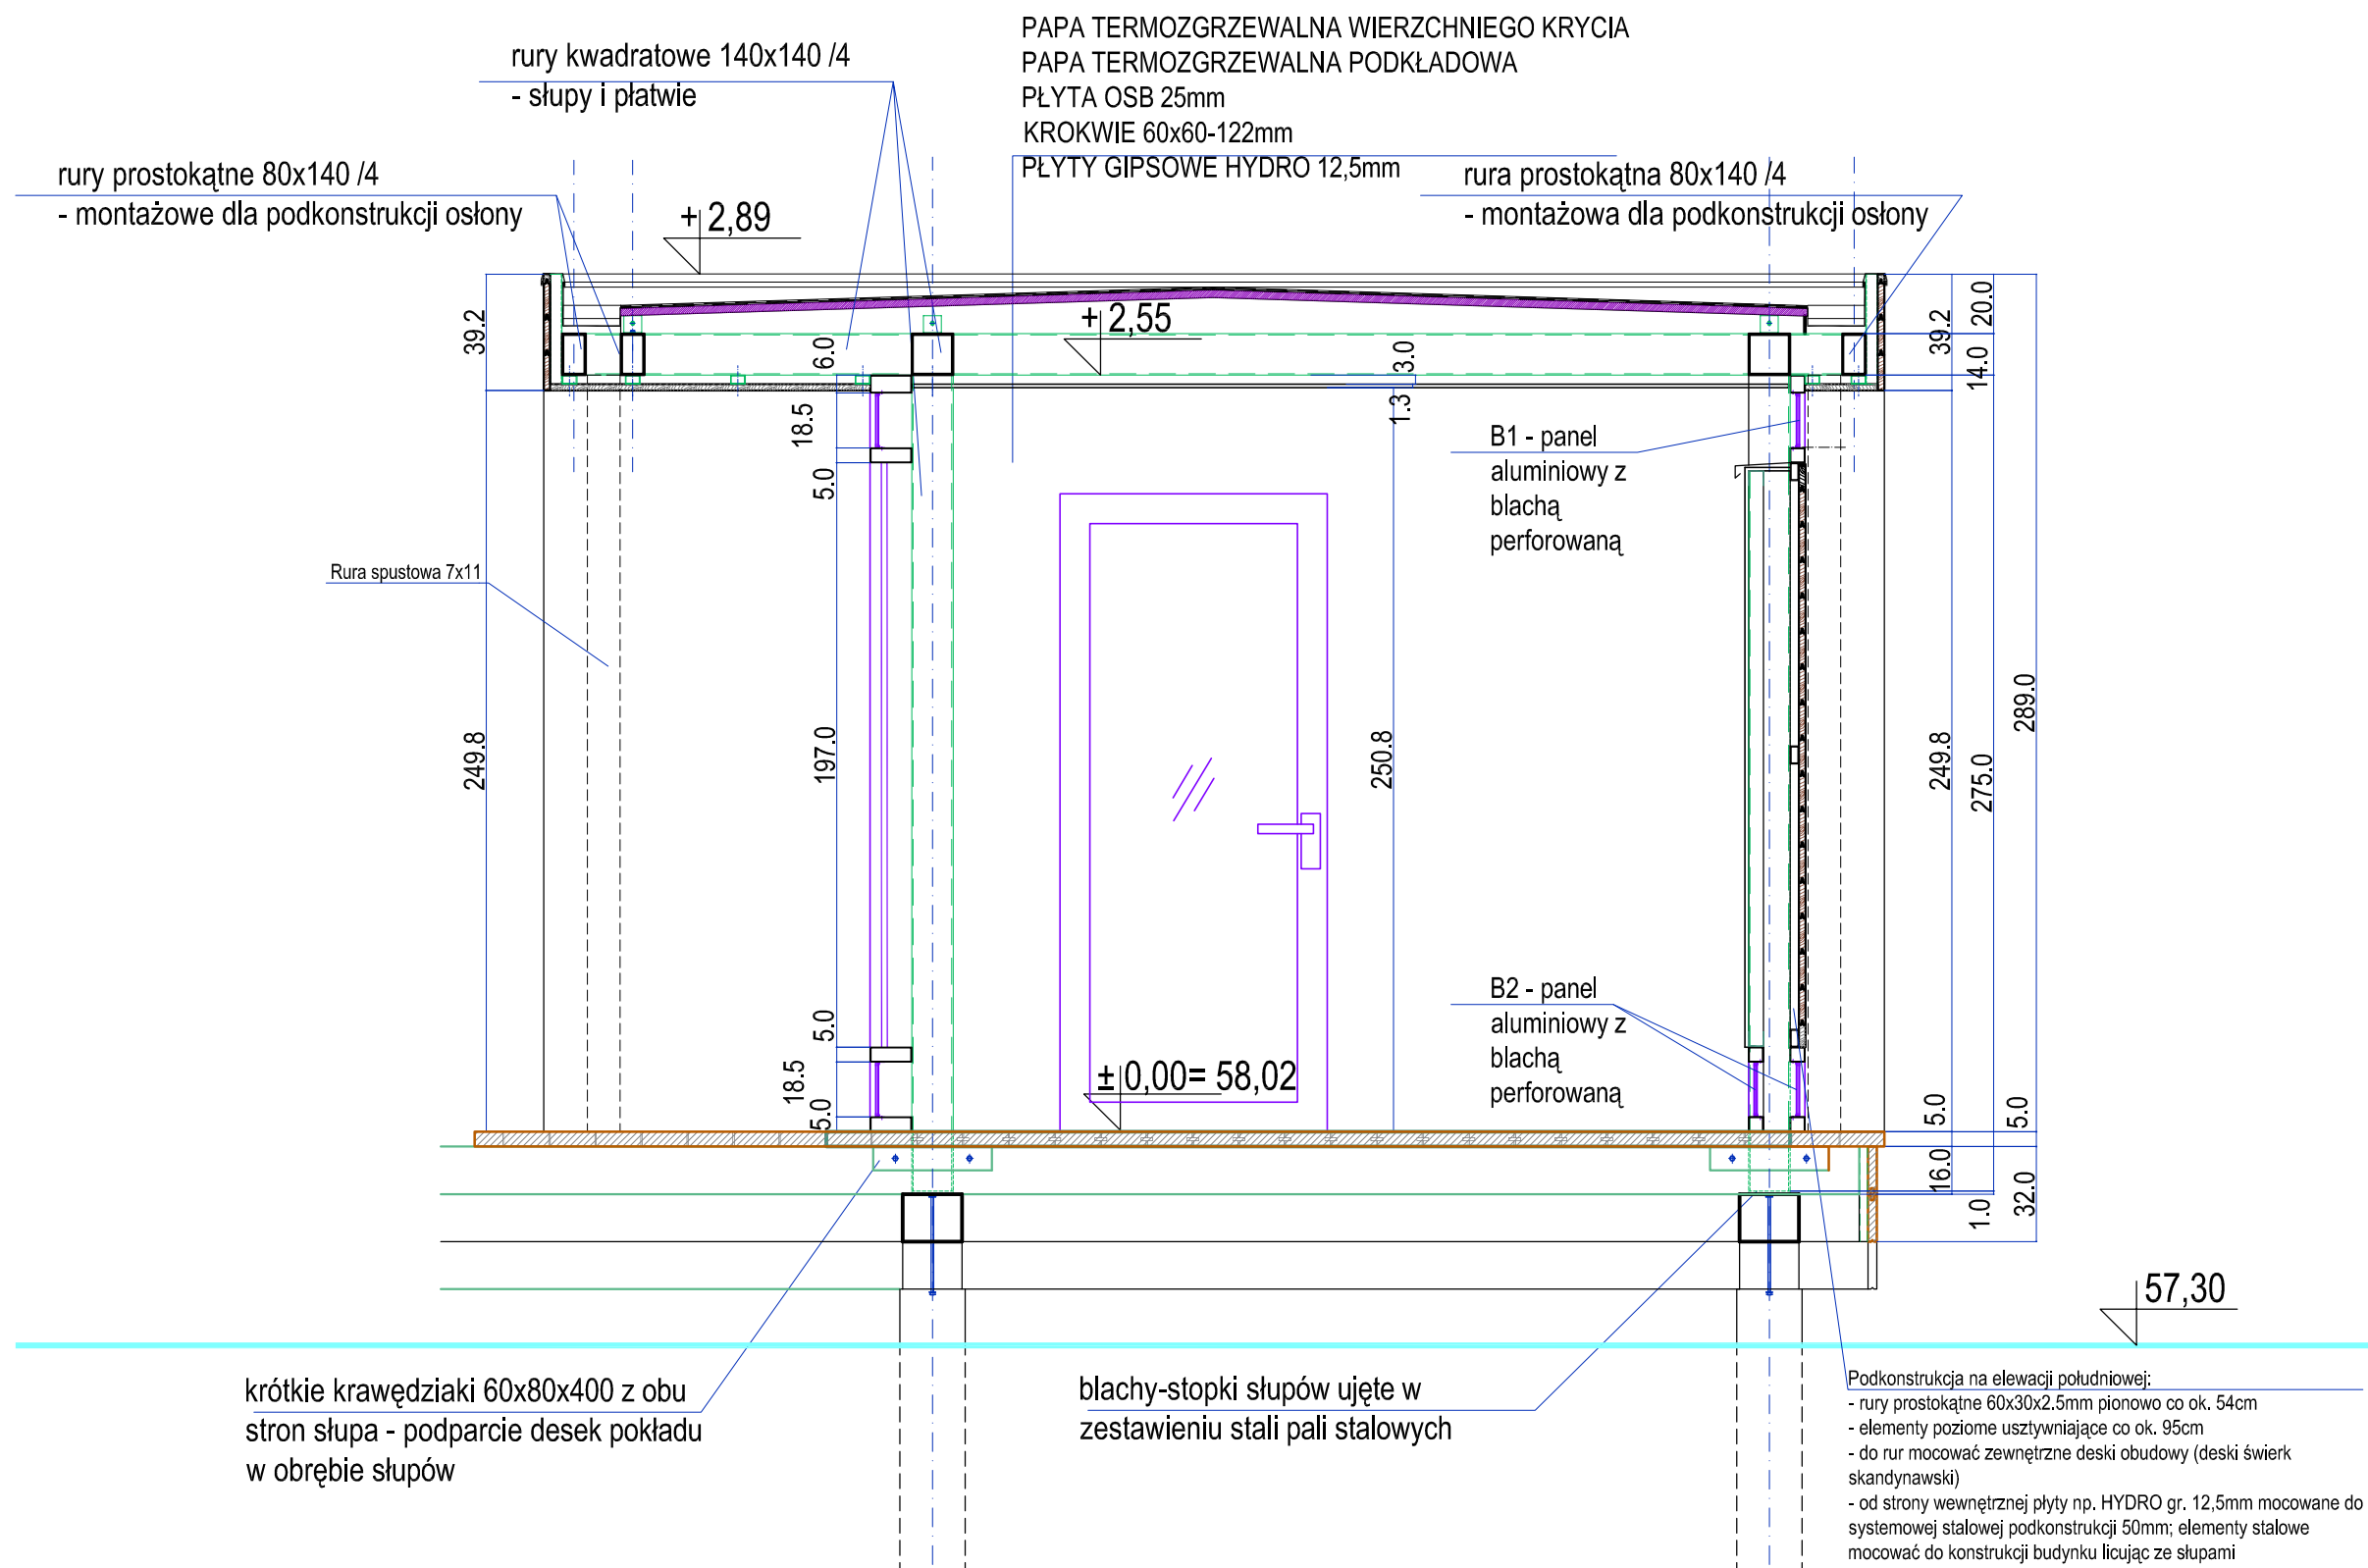 PAPA TERMOZGRZEWALNA WIERZCHNIEGO KRYCIA
PAPA TERMOZGRZEWALNA PODKŁADOWA
PŁYTA OSB 25mm
KROKWIE 60x60-122mm
PŁYTY GIPSOWE HYDRO 12,5mm
rury kwadratowe 140x140 /4
- słupy i płatwie
rury prostokątne 80x140 /4
- montażowe dla podkonstrukcji osłony
rura prostokątna 80x140 /4
- montażowa dla podkonstrukcji osłony
+ 2,89
+ 2,55
39.2
6.0
3.0
1.3
39.2
20.0
14.0
18.5
5.0
B1 - panel
aluminiowy z
blachą
perforowaną
Rura spustowa 7x11
249.8
197.0
250.8
249.8
275.0
289.0
5.0
18.5
5.0
± 0,00= 58,02
B2 - panel
aluminiowy z
blachą
perforowaną
5.0
5.0
16.0
1.0
32.0
57,30
krótkie krawędziaki 60x80x400 z obu
stron słupa - podparcie desek pokładu
w obrębie słupów
blachy-stopki słupów ujęte w
zestawieniu stali pali stalowych
Podkonstrukcja na elewacji południowej:
- rury prostokątne 60x30x2.5mm pionowo co ok. 54cm
- elementy poziome usztywniające co ok. 95cm
- do rur mocować zewnętrzne deski obudowy (deski świerk
skandynawski)
- od strony wewnętrznej płyty np. HYDRO gr. 12,5mm mocowane do
systemowej stalowej podkonstrukcji 50mm; elementy stalowe
mocować do konstrukcji budynku licując ze słupami